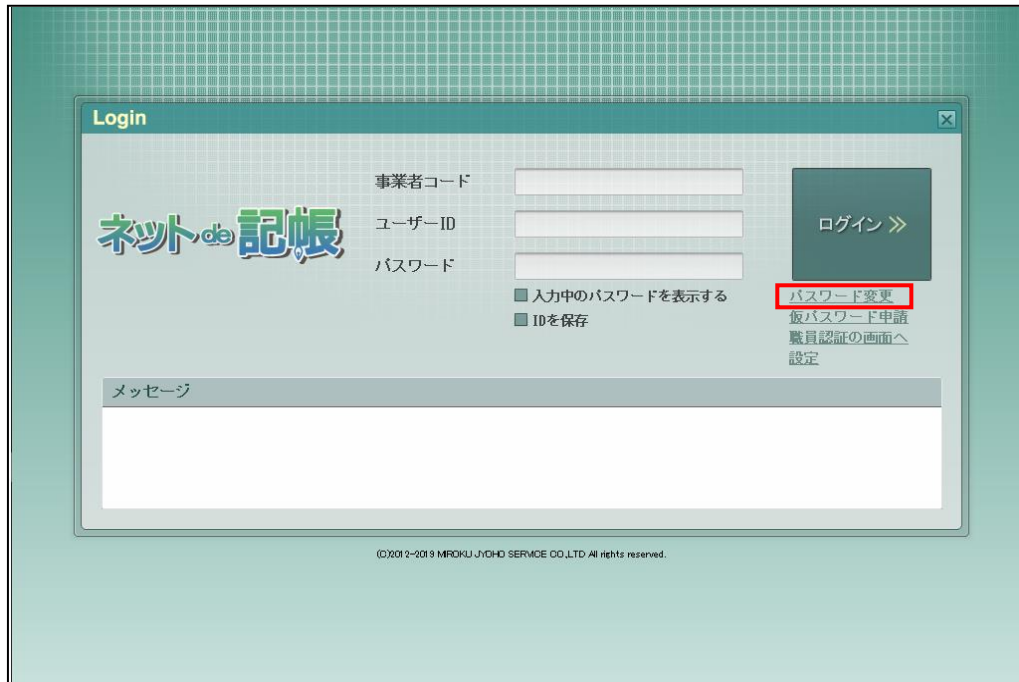 Login
事業者コード
ネットde記帳
ユーザーID
パスワード
ログイン
入力中のパスワードを表示する
IDを保存
パスワード変更
仮パスワード申請
職員認証の画面へ
設定
メッセージ
(C)2012-2019 MIROKU JYOHO SERVICE CO.,LTD All rights reserved.